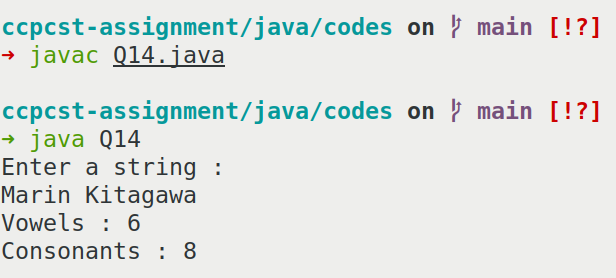 ccpcst-assignment/java/codes on main [!?]
→ javac Q14.java
ccpcst-assignment/java/codes on main [!?]
→ java Q14
Enter a string :
Marin Kitagawa
Vowels : 6
Consonants : 8